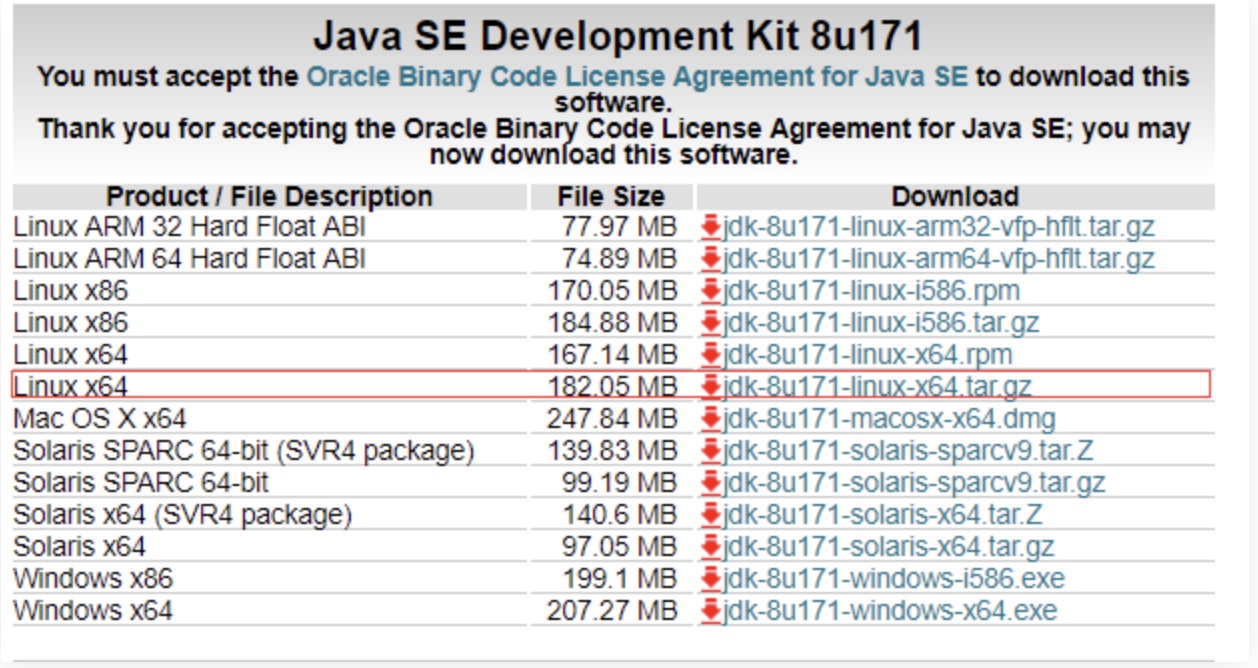 Java SE Development Kit 8u171
You must accept the Oracle Binary Code License Agreement for Java SE to download this
software.
Thank you for accepting the Oracle Binary Code License Agreement for Java SE; you may
now download this software.
Product / File Description File Size Download
Linux ARM 32 Hard Float ABI 77.97 MB jdk-8u171-linux-arm32-vfp-hflt.tar.gz
Linux ARM 64 Hard Float ABI 74.89 MB jdk-8u171-linux-arm64-vfp-hflt.tar.gz
Linux x86 170.05 MB jdk-8u171-linux-i586.rpm
Linux x86 184.88 MB jdk-8u171-linux-i586.tar.gz
Linux x64 167.14 MB jdk-8u171-linux-x64.rpm
Linux x64 182.05 MB jdk-8u171-linux-x64.tar.gz
Mac OS X x64 247.84 MB jdk-8u171-macosx-x64.dmg
Solaris SPARC 64-bit (SVR4 package) 139.83 MB jdk-8u171-solaris-sparcv9.tar.Z
Solaris SPARC 64-bit 99.19 MB jdk-8u171-solaris-sparcv9.tar.gz
Solaris x64 (SVR4 package) 140.6 MB jdk-8u171-solaris-x64.tar.Z
Solaris x64 97.05 MB jdk-8u171-solaris-x64.tar.gz
Windows x86 199.1 MB jdk-8u171-windows-i586.exe
Windows x64 207.27 MB jdk-8u171-windows-x64.exe